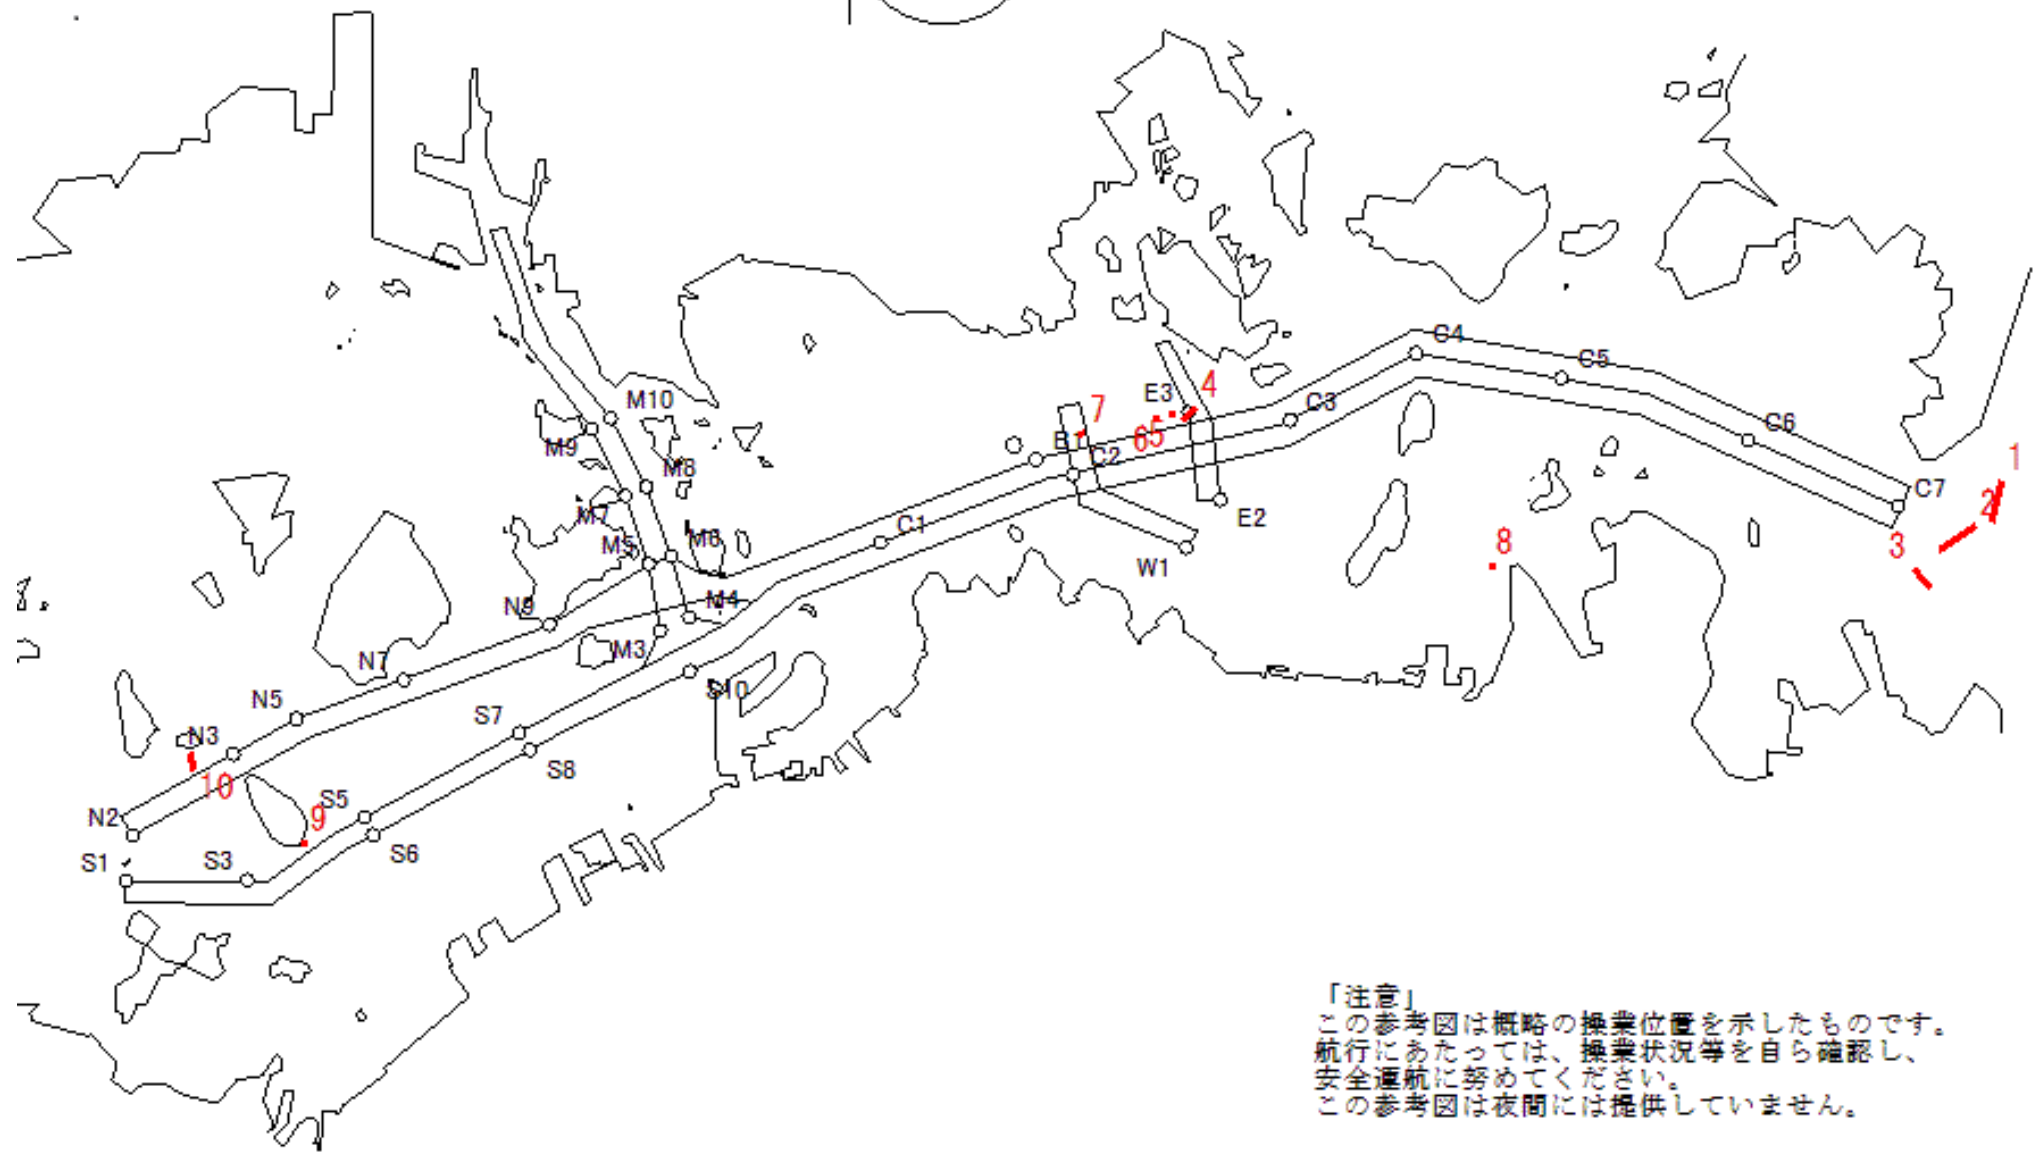 C4
C5
M10
E3
4
7
C3
C6
M9
B1
65
C2
1
M8
C7
2
M7
E2
C1
M5
M6
3
8
W1
N9
M4
N7
M3
S10
N5
S7
N3
S8
10
S5
9
N2
S1
S3
S6
「注意」
この参考図は概略の操業位置を示したものです。
航行にあたっては、操業状況等を自ら確認し、
安全運航に努めてください。
この参考図は夜間には提供していません。